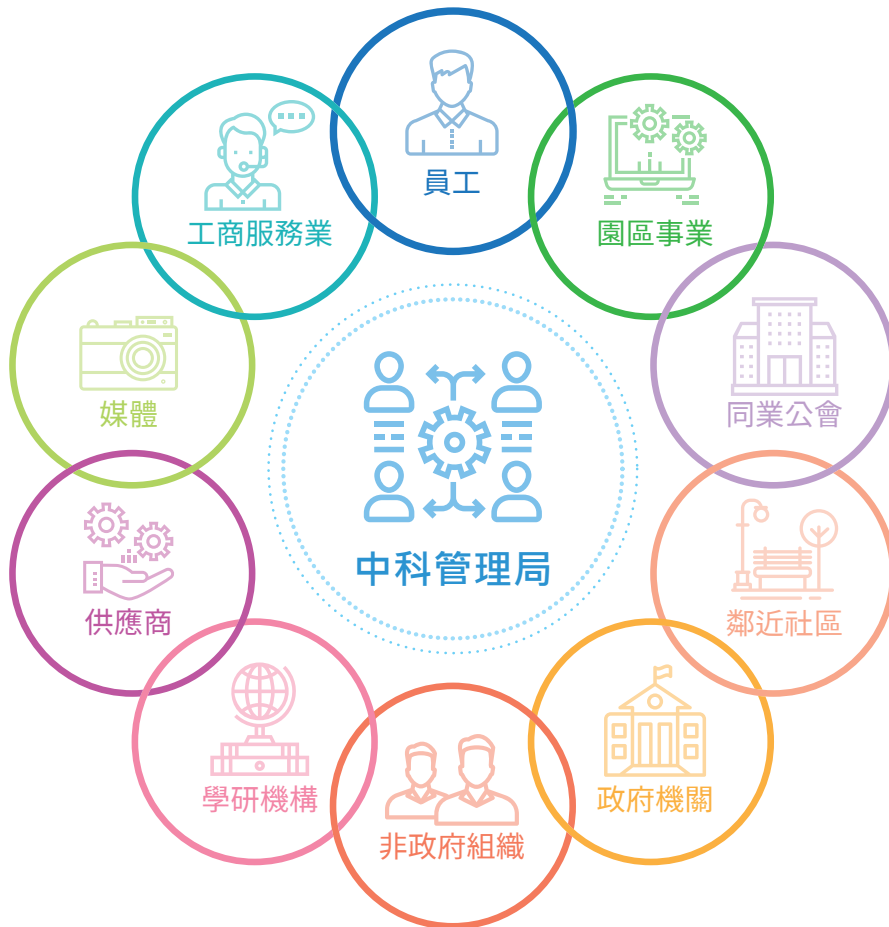 員工
工商服務業
園區事業
媒體
同業公會
中科管理局
供應商
鄰近社區
學研機構
政府機關
非政府組織